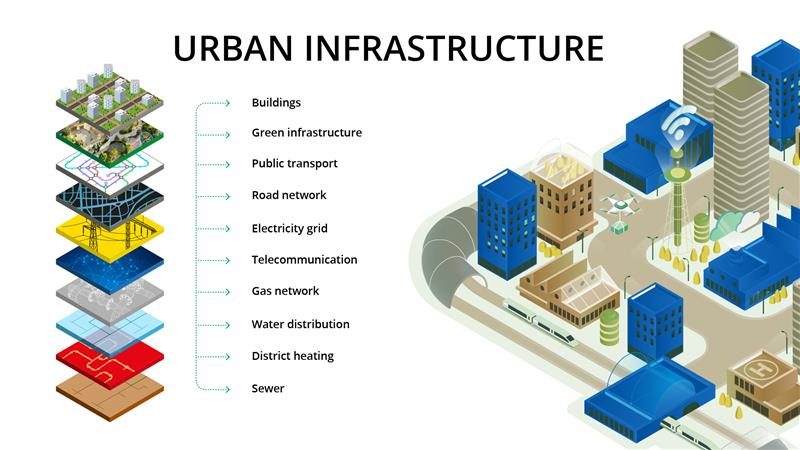 URBAN INFRASTRUCTURE
Buildings
Green infrastructure
Public transport
Road network
Electricity grid
Telecommunication
Gas network
Water distribution
District heating
Sewer
H